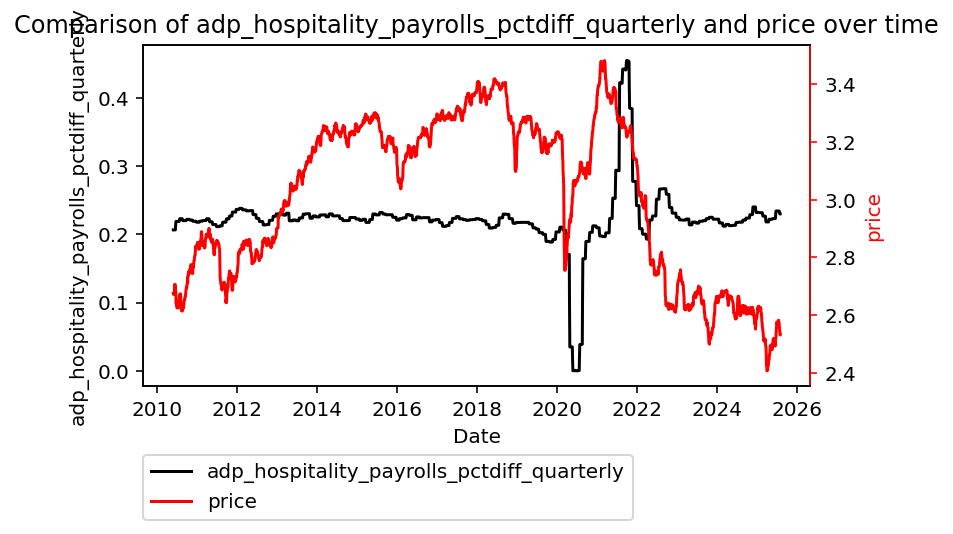 Comparison of adp_hospitality_payrolls_pctdiff_quarterly and price over time
adp_hospitality_payrolls_pctdiff_quarterly
0.4
0.3
0.2
0.1
0.0
3.4
3.2
3.0
2.8
2.6
2.4
price
2010 2012 2014 2016 2018 2020 2022 2024 2026
Date
adp_hospitality_payrolls_pctdiff_quarterly
price